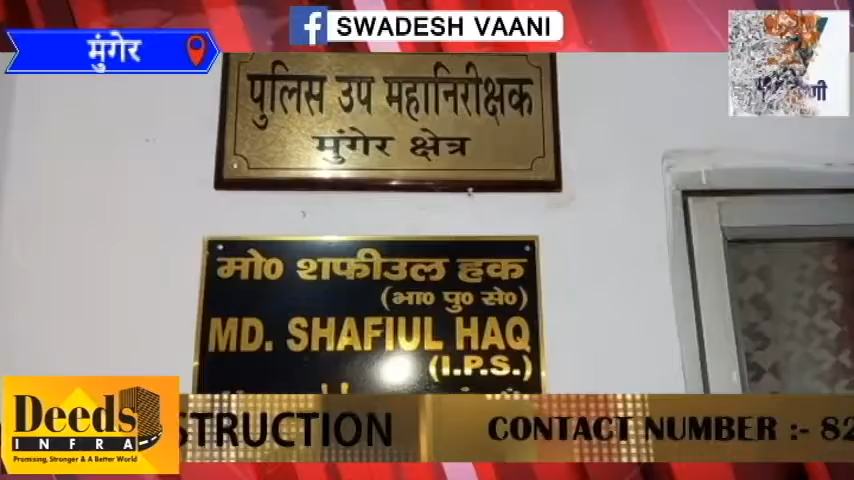 SWADESH VAANI
मुंगेर
पुलिस उप महानिरीक्षक
मुंगेर क्षेत्र
मो० शफीउल हक
(भा० पु० से०)
MD. SHAFIUL HAQ
(I.P.S.)
Deeds
INFRA
Promising, Stronger & A Better World
STRUCTION
CONTACT NUMBER :- 82